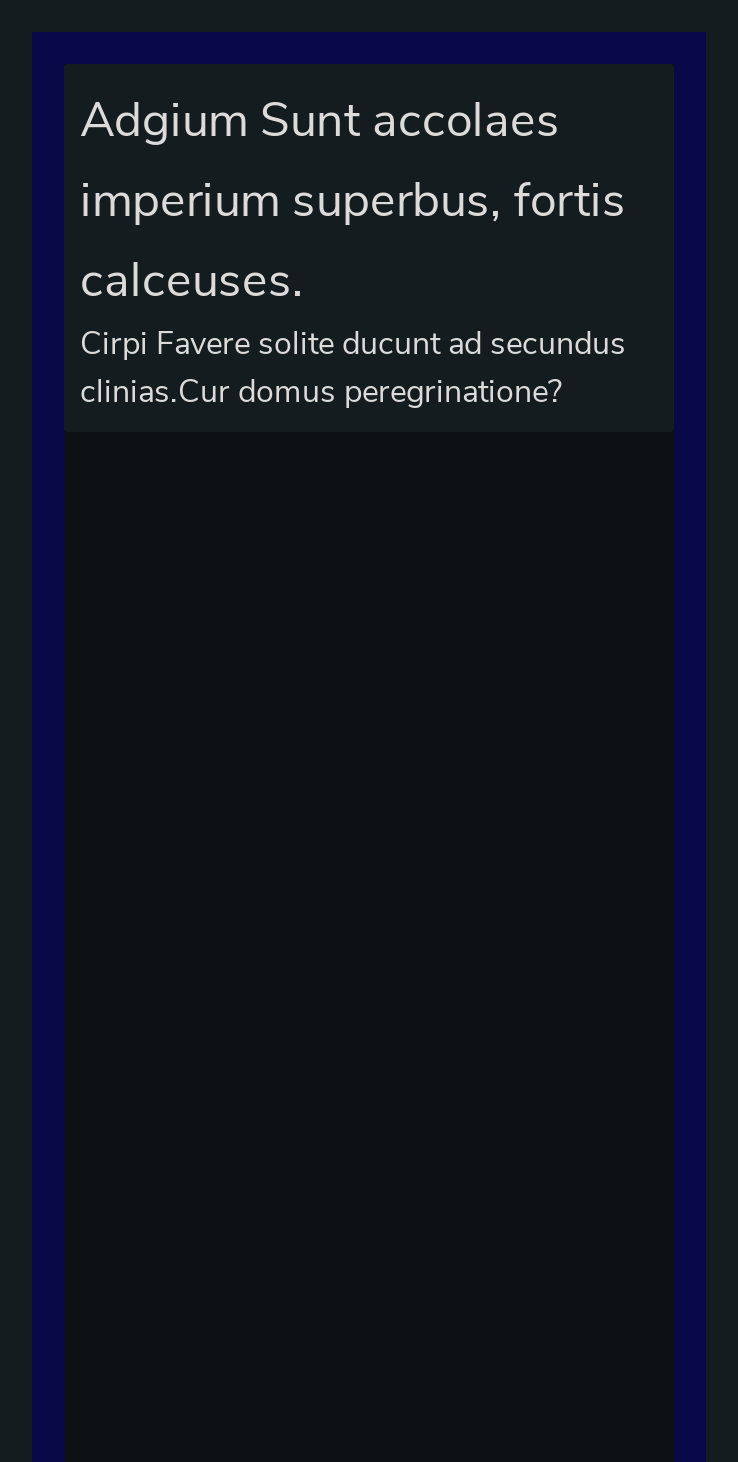 Adgium Sunt accolaes
imperium superbus, fortis
calceuses.
Cirpi Favere solite ducunt ad secundus
clinias.Cur domus peregrinatione?